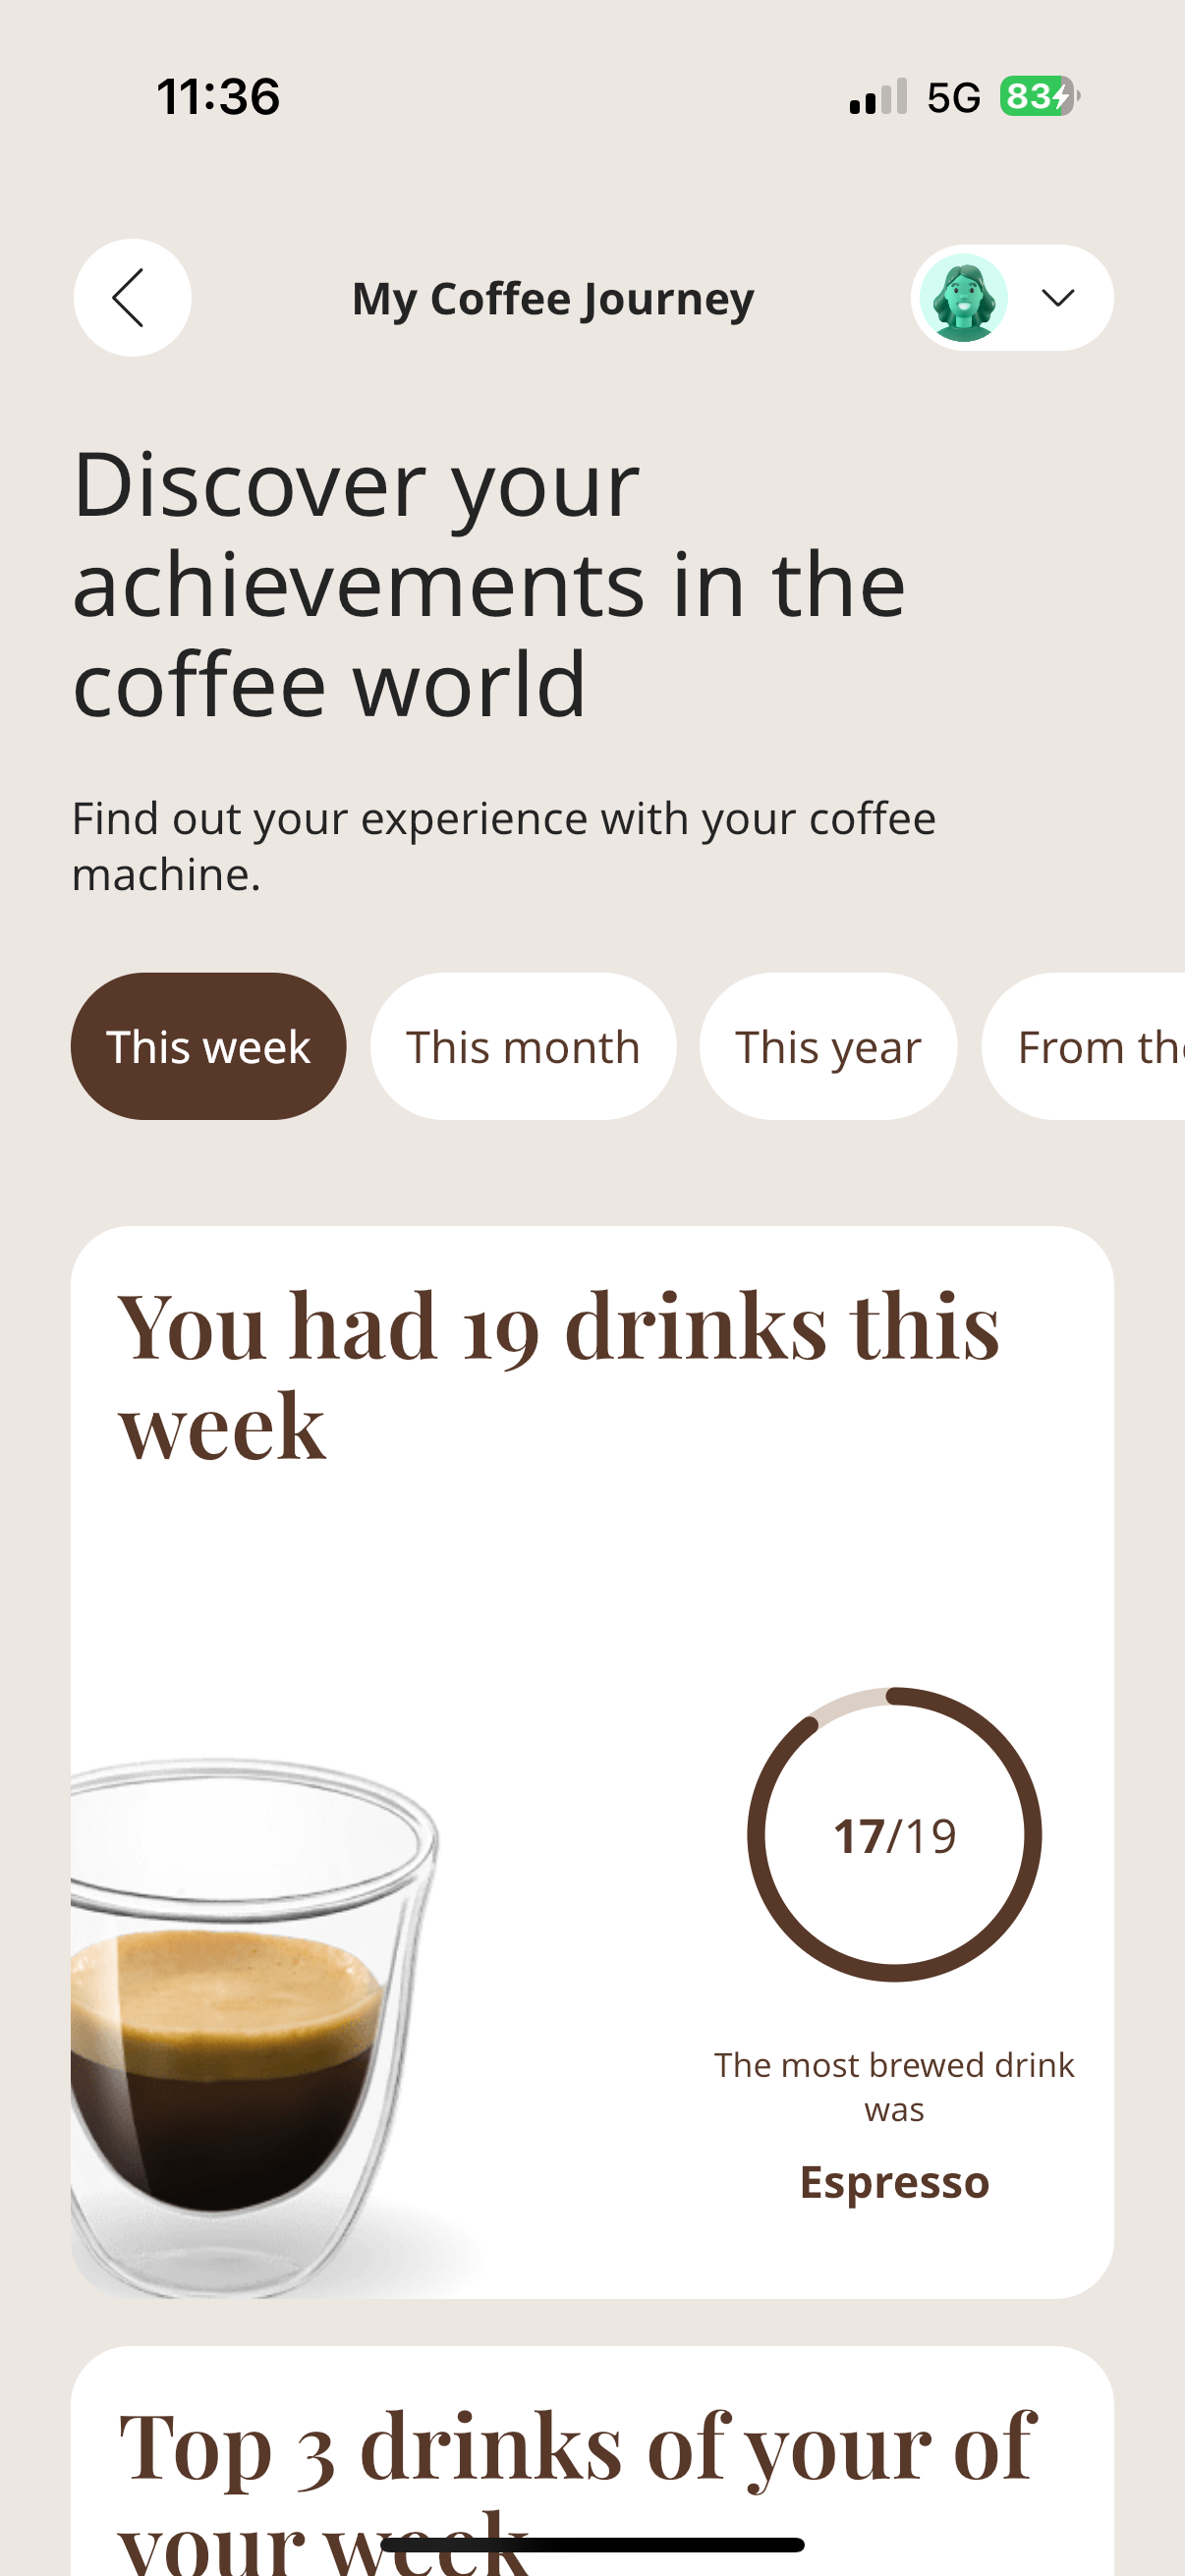 11:36
5G
83
My Coffee Journey
Discover your
achievements in the
coffee world
Find out your experience with your coffee
machine.
This week
This month
This year
From the
You had 19 drinks this
week
17/19
The most brewed drink
was
Espresso
Top 3 drinks of your of
your week